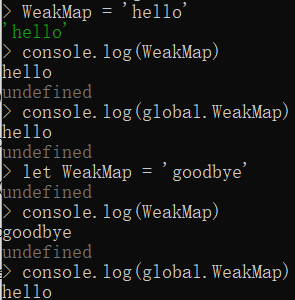 > WeakMap = 'hello'
'hello'
> console.log(WeakMap)
hello
undefined
> console.log(global.WeakMap)
hello
undefined
> let WeakMap = 'goodbye'
undefined
> console.log(WeakMap)
goodbye
undefined
> console.log(global.WeakMap)
hello